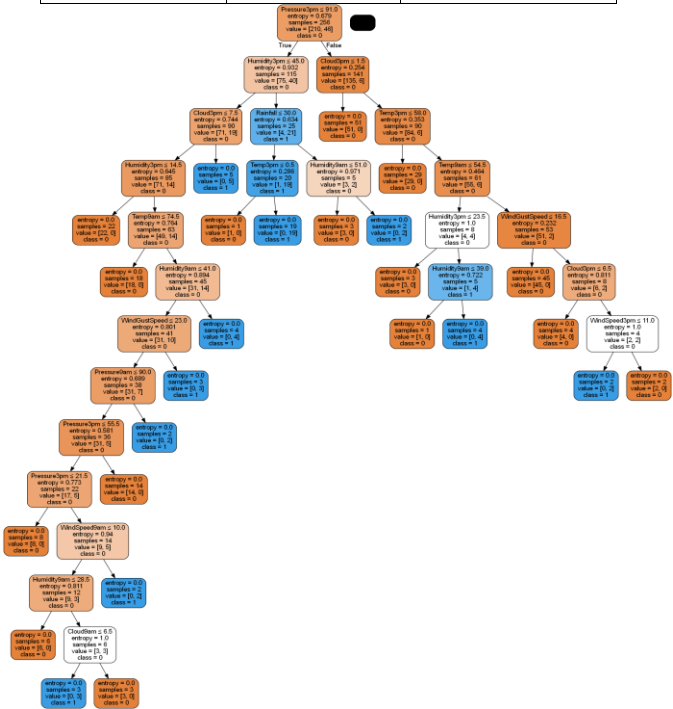 Pressure3pm ≤ 91.0
entropy = 0.679
samples = 256
value = [210, 46]
class = 0
True
False
Humidity3pm ≤ 45.0
entropy = 0.932
samples = 115
value = [75, 40]
class = 0
Cloud3pm ≤ 1.5
entropy = 0.254
samples = 141
value = [135, 6]
class = 0
Cloud3pm ≤ 7.5
entropy = 0.744
samples = 90
value = [71, 19]
class = 0
Rainfall ≤ 30.0
entropy = 0.634
samples = 25
value = [4, 21]
class = 1
entropy = 0.0
samples = 51
value = [51, 0]
class = 0
Temp3pm ≤ 58.0
entropy = 0.353
samples = 90
value = [84, 6]
class = 0
Humidity3pm ≤ 14.5
entropy = 0.645
samples = 85
value = [71, 14]
class = 0
entropy = 0.0
samples = 5
value = [0, 5]
class = 1
Temp3pm ≤ 0.5
entropy = 0.286
samples = 20
value = [1, 19]
class = 1
Humidity9am ≤ 51.0
entropy = 0.971
samples = 5
value = [3, 2]
class = 0
entropy = 0.0
samples = 29
value = [29, 0]
class = 0
Temp9am ≤ 54.5
entropy = 0.464
samples = 61
value = [55, 6]
class = 0
entropy = 0.0
samples = 22
value = [22, 0]
class = 0
Temp9am ≤ 74.5
entropy = 0.764
samples = 63
value = [49, 14]
class = 0
entropy = 0.0
samples = 1
value = [1, 0]
class = 0
entropy = 0.0
samples = 19
value = [0, 19]
class = 1
entropy = 0.0
samples = 3
value = [3, 0]
class = 0
entropy = 0.0
samples = 2
value = [0, 2]
class = 1
Humidity3pm ≤ 23.5
entropy = 1.0
samples = 8
value = [4, 4]
class = 0
WindGustSpeed ≤ 16.5
entropy = 0.232
samples = 53
value = [51, 2]
class = 0
entropy = 0.0
samples = 18
value = [18, 0]
class = 0
Humidity9am ≤ 41.0
entropy = 0.894
samples = 45
value = [31, 14]
class = 0
entropy = 0.0
samples = 3
value = [3, 0]
class = 0
Humidity9am ≤ 39.0
entropy = 0.722
samples = 5
value = [1, 4]
class = 1
entropy = 0.0
samples = 45
value = [45, 0]
class = 0
Cloud3pm ≤ 6.5
entropy = 0.811
samples = 8
value = [6, 2]
class = 0
WindGustSpeed ≤ 23.0
entropy = 0.801
samples = 41
value = [31, 10]
class = 0
entropy = 0.0
samples = 4
value = [0, 4]
class = 1
entropy = 0.0
samples = 1
value = [1, 0]
class = 0
entropy = 0.0
samples = 4
value = [0, 4]
class = 1
entropy = 0.0
samples = 4
value = [4, 0]
class = 0
WindSpeed3pm ≤ 11.0
entropy = 1.0
samples = 4
value = [2, 2]
class = 0
Pressure9am ≤ 90.0
entropy = 0.689
samples = 38
value = [31, 7]
class = 0
entropy = 0.0
samples = 3
value = [0, 3]
class = 1
entropy = 0.0
samples = 2
value = [0, 2]
class = 1
entropy = 0.0
samples = 2
value = [2, 0]
class = 0
Pressure3pm ≤ 55.5
entropy = 0.581
samples = 36
value = [31, 5]
class = 0
entropy = 0.0
samples = 2
value = [0, 2]
class = 1
Pressure3pm ≤ 21.5
entropy = 0.773
samples = 22
value = [17, 5]
class = 0
entropy = 0.0
samples = 14
value = [14, 0]
class = 0
entropy = 0.0
samples = 8
value = [8, 0]
class = 0
WindSpeed9am ≤ 10.0
entropy = 0.94
samples = 14
value = [9, 5]
class = 0
Humidity9am ≤ 28.5
entropy = 0.811
samples = 12
value = [9, 3]
class = 0
entropy = 0.0
samples = 2
value = [0, 2]
class = 1
entropy = 0.0
samples = 6
value = [6, 0]
class = 0
Cloud9am ≤ 6.5
entropy = 1.0
samples = 6
value = [3, 3]
class = 0
entropy = 0.0
samples = 3
value = [0, 3]
class = 1
entropy = 0.0
samples = 3
value = [3, 0]
class = 0